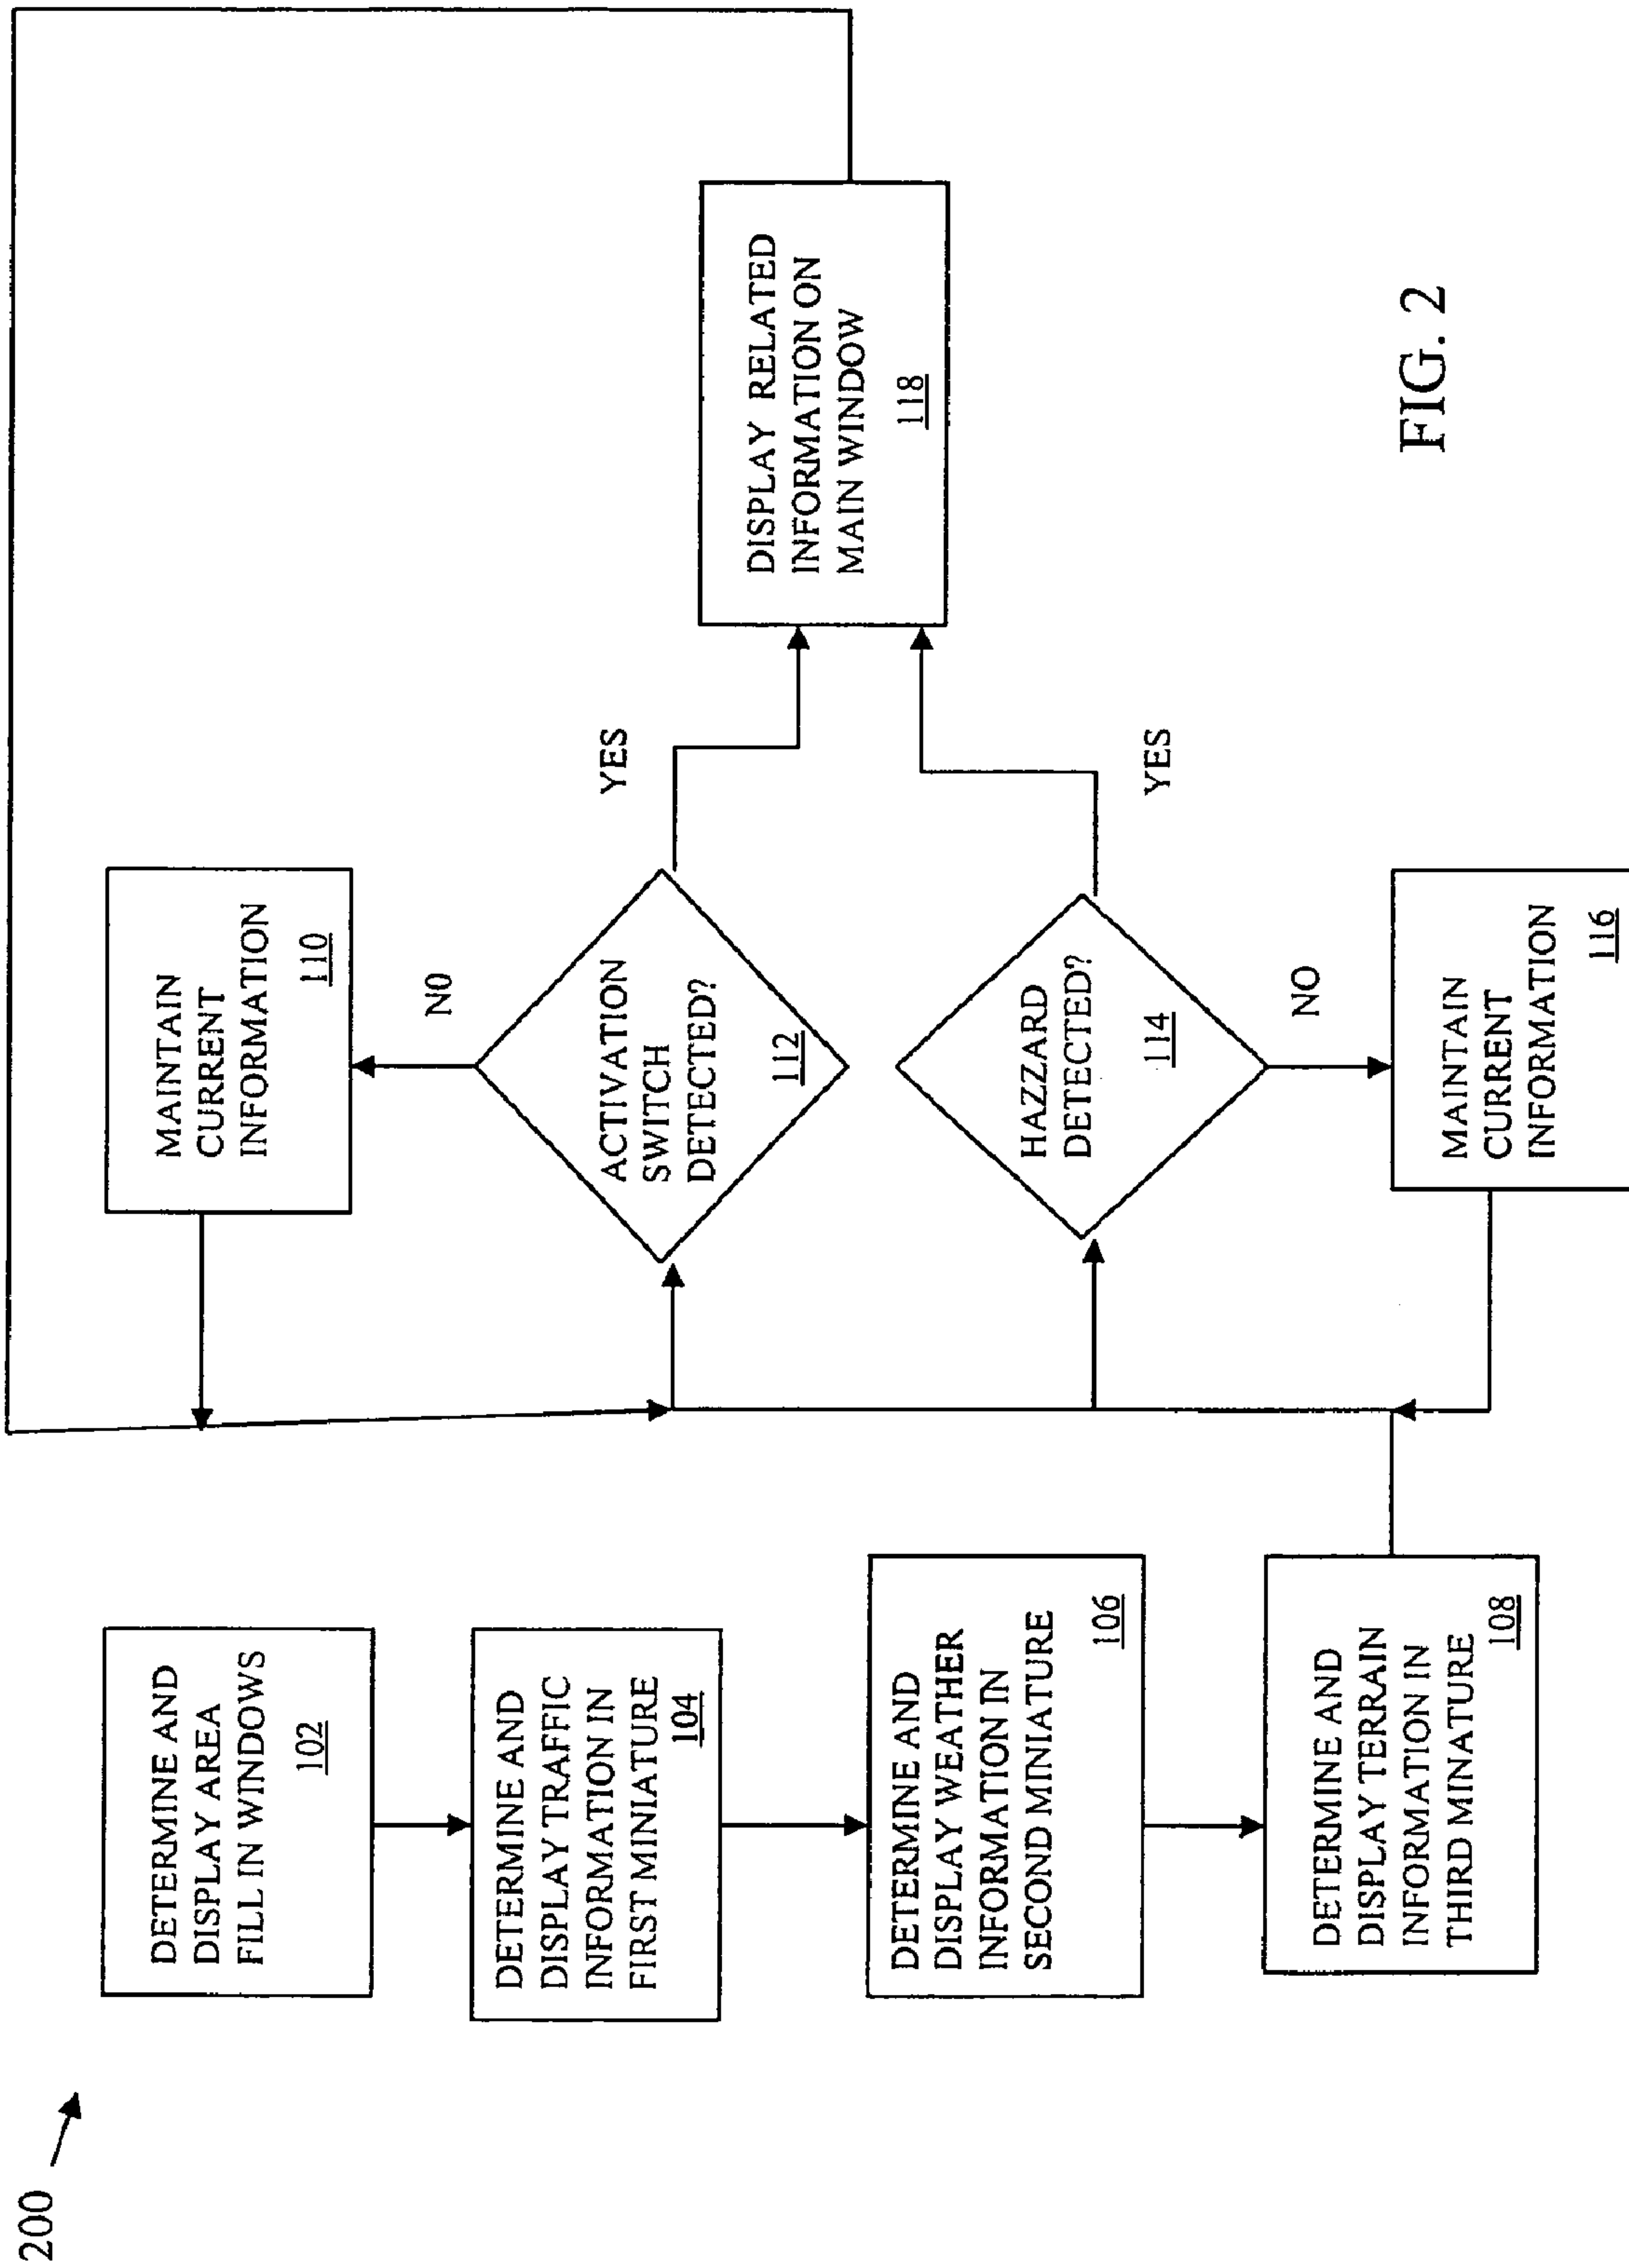 200
DETERMINE AND
DISPLAY AREA
FILL IN WINDOWS
102
DETERMINE AND
DISPLAY TRAFFIC
INFORMATION IN
FIRST MINIATURE
104
DETERMINE AND
DISPLAY WEATHER
INFORMATION IN
SECOND MINIATURE
106
DETERMINE AND
DISPLAY TERRAIN
INFORMATION IN
THIRD MINATURE
108
MAINTAIN
CURRENT
INFORMATION
110
N0
ACTIVATION
SWITCH
DETECTED?
112
YES
HAZZARD
DETECTED?
114
YES
NO
MAINTAIN
CURRENT
INFORMATION
116
DISPLAY RELATED
INFORMATION ON
MAIN WINDOW
118
FIG. 2